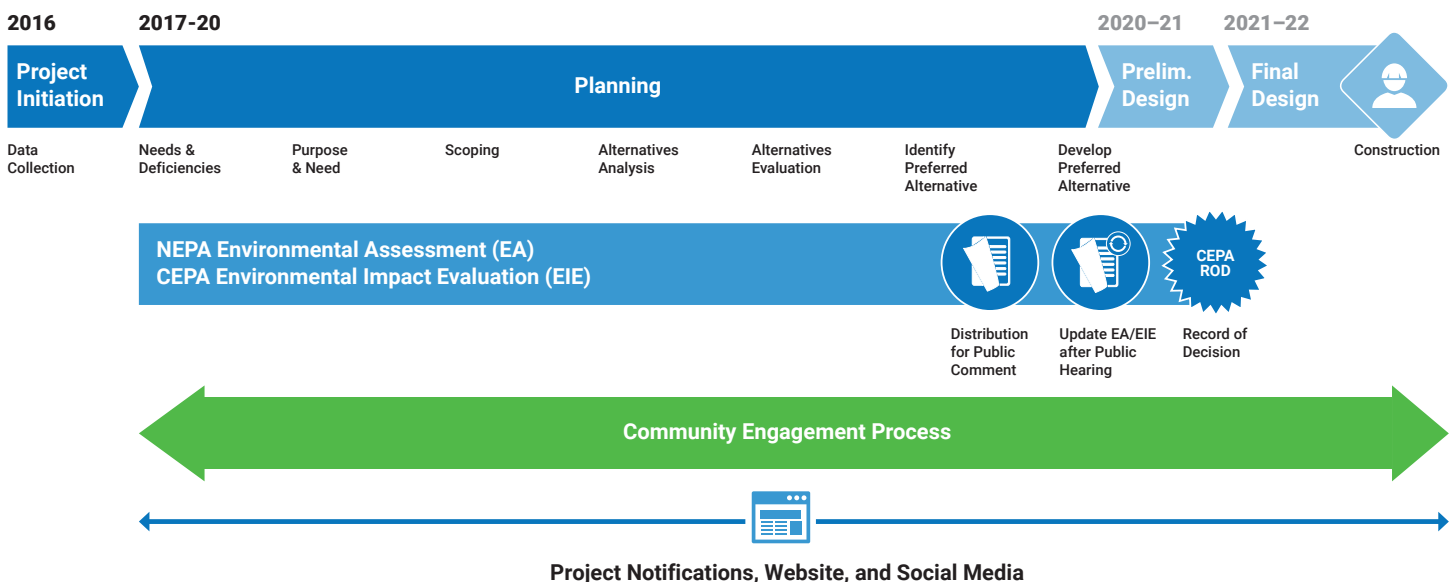 2016
2017-20
2020–21
2021–22
Project
Initiation
Planning
Prelim.
Design
Final
Design
Data
Collection
Needs &
Deficiencies
Purpose
& Need
Scoping
Alternatives
Analysis
Alternatives
Evaluation
Identify
Preferred
Alternative
Develop
Preferred
Alternative
Construction
NEPA Environmental Assessment (EA)
CEPA Environmental Impact Evaluation (EIE)
CEPA
ROD
Distribution
for Public
Comment
Update EA/EIE
after Public
Hearing
Record of
Decision
Community Engagement Process
Project Notifications, Website, and Social Media